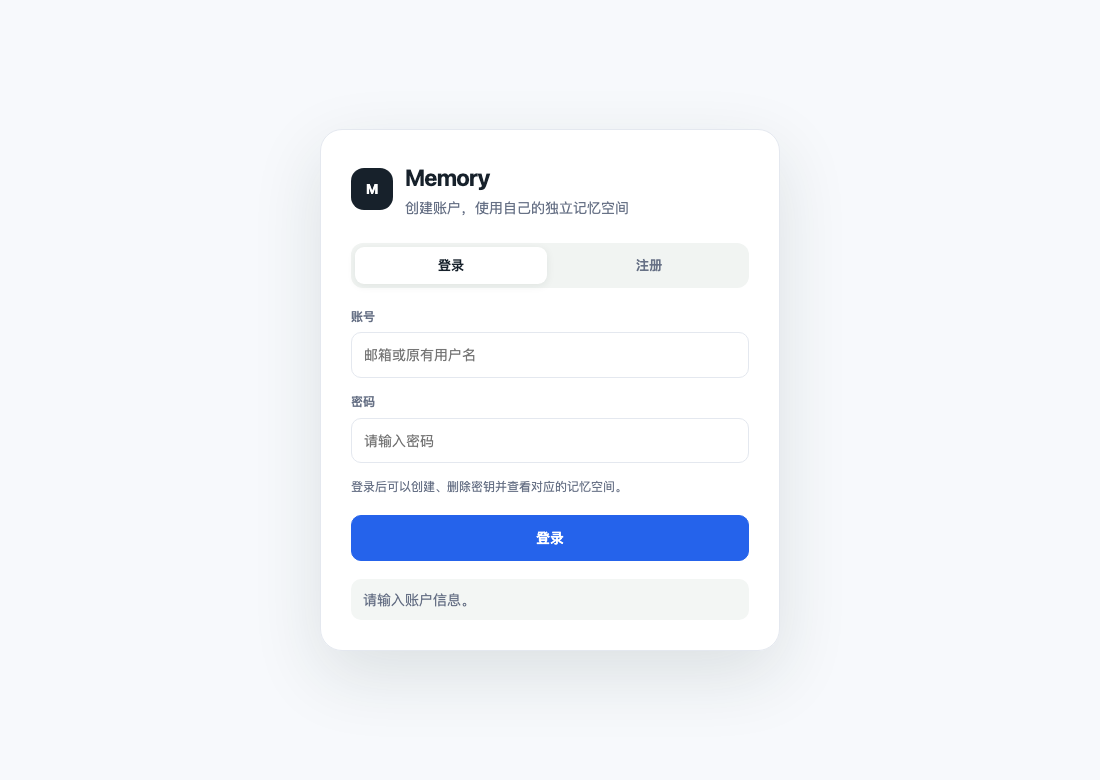 M
Memory
创建账户，使用自己的独立记忆空间
登录
注册
账号
邮箱或原有用户名
密码
请输入密码
登录后可以创建、删除密钥并查看对应的记忆空间。
登录
请输入账户信息。